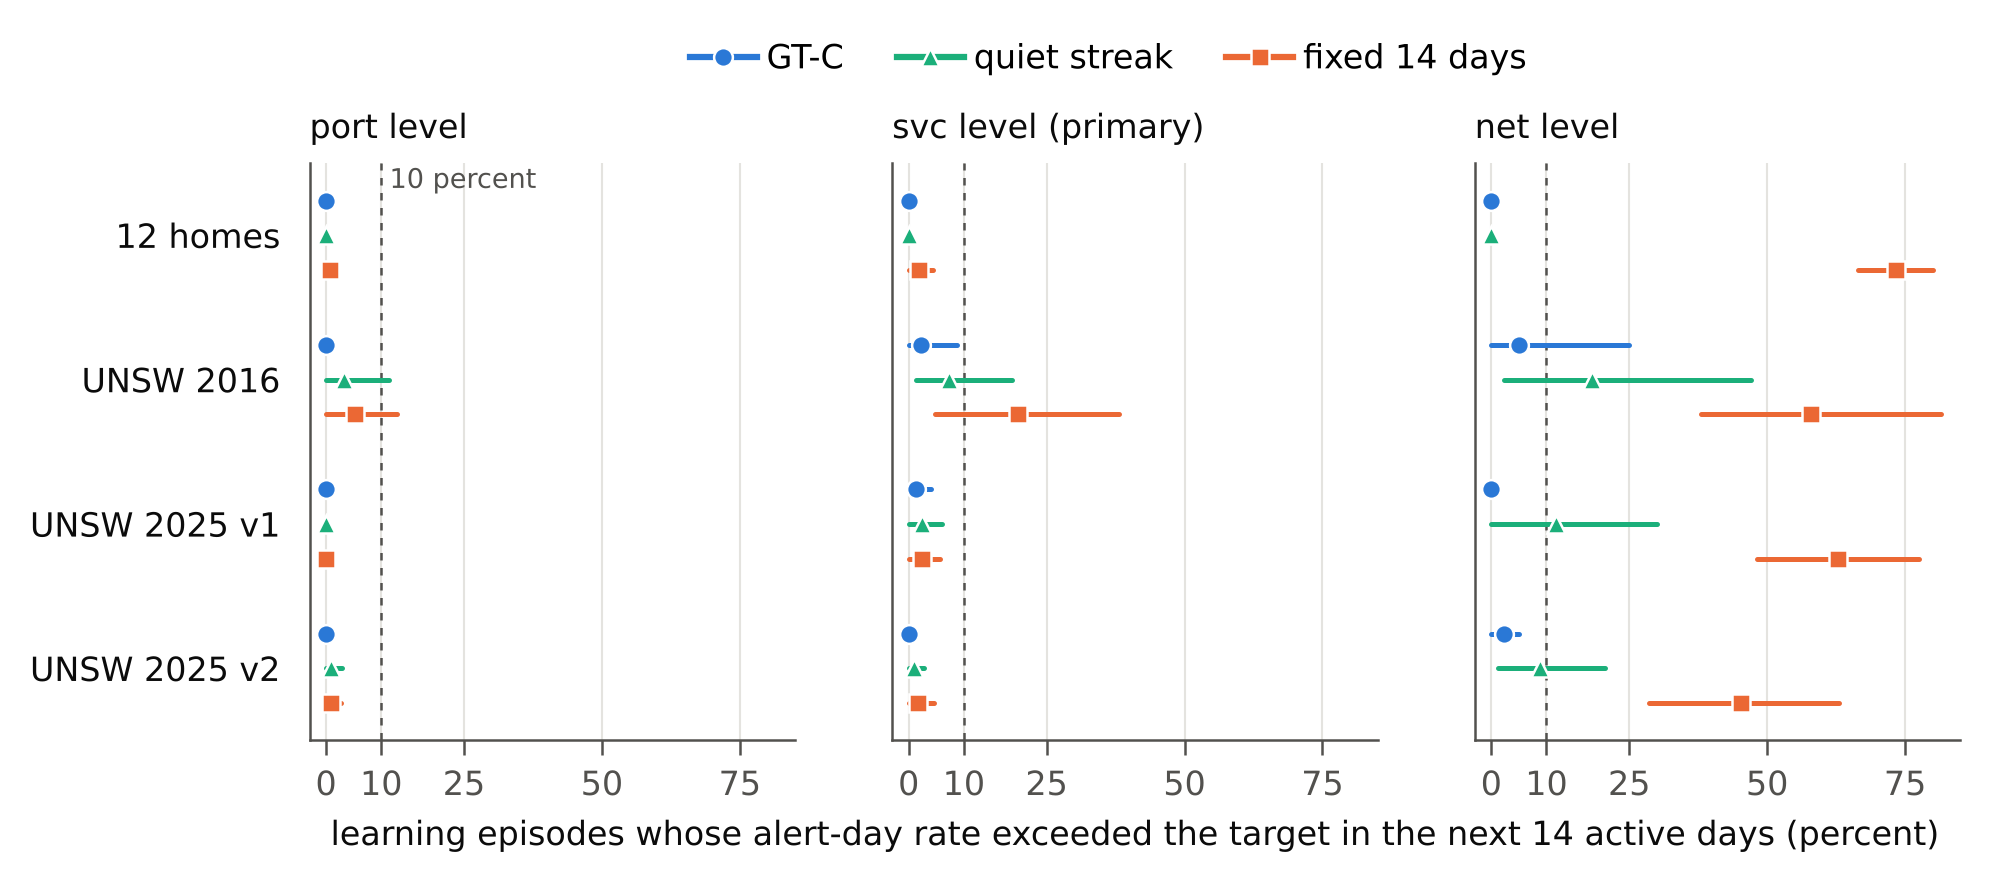 GT-C quiet streak fixed 14 days
port level svc level (primary) net level
10 percent
12 homes
UNSW 2016
UNSW 2025 v1
UNSW 2025 v2
0 10 25 50 75 0 10 25 50 75 0 10 25 50 75
learning episodes whose alert-day rate exceeded the target in the next 14 active days (percent)